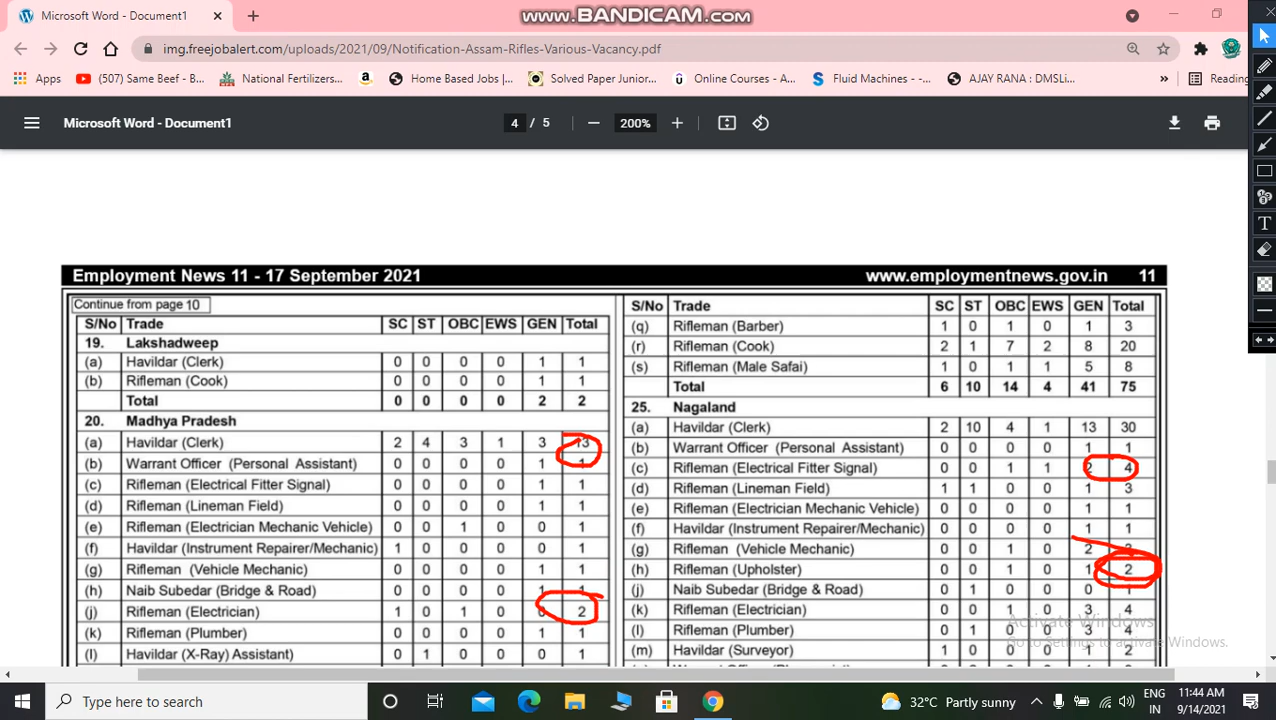 www.BANDICAM.com
Microsoft Word - Document1
img.freejobalert.com/uploads/2021/09/Notification-Assam-Rifles-Various-Vacancy.pdf
Apps (507) Same Beef - B... National Fertilizers... Home Based Jobs |... Solved Paper Junior... Online Courses - A... Fluid Machines - -... AJAY RANA : DMSLi... » Reading
Microsoft Word - Document1 4 / 5 200%
Employment News 11 - 17 September 2021 www.employmentnews.gov.in 11
Continue from page 10
S/No Trade SC ST OBC EWS GEN Total
19. Lakshadweep
(a) Havildar (Clerk) 0 0 0 0 1 1
(b) Rifleman (Cook) 0 0 0 0 1 1
Total 0 0 0 0 2 2
20. Madhya Pradesh
(a) Havildar (Clerk) 2 4 3 1 3 13
(b) Warrant Officer (Personal Assistant) 0 0 0 0 1 1
(c) Rifleman (Electrical Fitter Signal) 0 0 0 0 1 1
(d) Rifleman (Lineman Field) 0 0 0 0 1 1
(e) Rifleman (Electrician Mechanic Vehicle) 0 0 1 0 0 1
(f) Havildar (Instrument Repairer/Mechanic) 1 0 0 0 0 1
(g) Rifleman (Vehicle Mechanic) 0 0 0 0 1 1
(h) Naib Subedar (Bridge & Road) 0 0 0 0 1 1
(j) Rifleman (Electrician) 1 0 1 0 0 2
(k) Rifleman (Plumber) 0 0 0 0 1 1
(l) Havildar (X-Ray) Assistant) 0 1 0 0 0 1
S/No Trade SC ST OBC EWS GEN Total
(q) Rifleman (Barber) 1 0 1 0 1 3
(r) Rifleman (Cook) 2 1 7 2 8 20
(s) Rifleman (Male Safai) 1 0 1 1 5 8
Total 6 10 14 4 41 75
25. Nagaland
(a) Havildar (Clerk) 2 10 4 1 13 30
(b) Warrant Officer (Personal Assistant) 0 0 0 0 1 1
(c) Rifleman (Electrical Fitter Signal) 0 0 1 1 2 4
(d) Rifleman (Lineman Field) 1 1 0 0 1 3
(e) Rifleman (Electrician Mechanic Vehicle) 0 0 0 0 1 1
(f) Havildar (Instrument Repairer/Mechanic) 0 0 0 0 1 1
(g) Rifleman (Vehicle Mechanic) 0 0 1 0 2
(h) Rifleman (Upholster) 0 0 1 0 1 2
(j) Naib Subedar (Bridge & Road) 0 1 0 0 0 1
(k) Rifleman (Electrician) 0 0 1 0 3 4
(l) Rifleman (Plumber) 0 1 0 0 3 4
(m) Havildar (Surveyor) 1 0 0 0 1 2
Activate Windows
Go to Settings to activate Windows.
Type here to search
32°C Partly sunny
ENG
IN
11:44 AM
9/14/2021